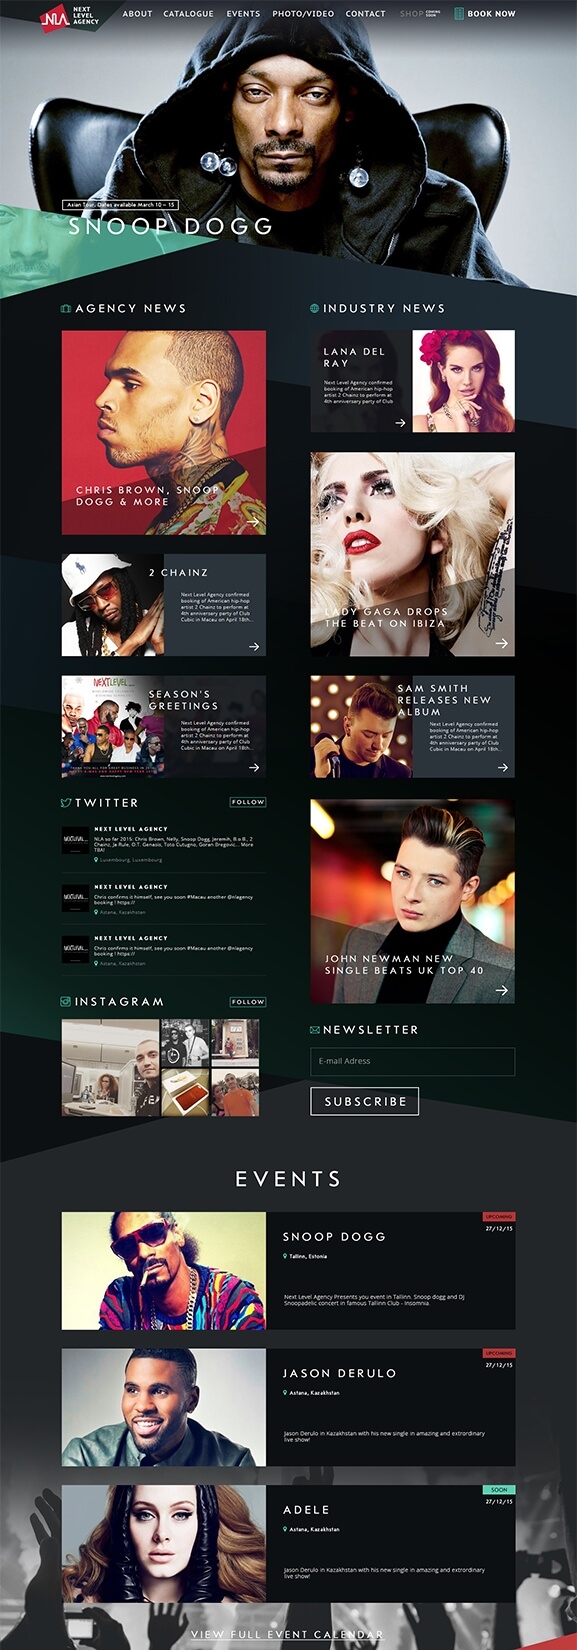 NLA NEXT
LEVEL
AGENCY
ABOUT CATALOGUE EVENTS PHOTO/VIDEO CONTACT SHOP COMING SOON BOOK NOW
Asian Tour. Dates available March 10 – 15
SNOOP DOGG
AGENCY NEWS
CHRIS BROWN, SNOOP
DOGG & MORE
2 CHAINZ
Next Level Agency confirmed
booking of American hip-hop
artist 2 Chainz to perform at
4th anniversary party of Club
Cubic in Macau on April 18th...
NEXTLEVEL
SEASON'S
GREETINGS
Next Level Agency confirmed
booking of American hip-hop
artist 2 Chainz to perform at
4th anniversary party of Club
Cubic in Macau on April 18th...
TWITTER
FOLLOW
NEXT LEVEL AGENCY
NLA so far 2015: Chris Brown, Nelly, Snoop Dogg, Jeremih, B.o.B., 2
Chainz, Ja Rule, O.T. Genasis, Toto Cutugno, Goran Bregovic... More
TBA!
Luxembourg, Luxembourg
NEXT LEVEL AGENCY
Chris confirms it himself, see you soon #Macau another @nlagency
booking ! https://
Astana, Kazakhstan
NEXT LEVEL AGENCY
Chris confirms it himself, see you soon #Macau another @nlagency
booking ! https://
Astana, Kazakhstan
INSTAGRAM
FOLLOW
INDUSTRY NEWS
LANA DEL
RAY
Next Level Agency confirmed
booking of American hip-hop
artist 2 Chainz to perform at
4th anniversary party of Club
LADY GAGA DROPS
THE BEAT ON IBIZA
SAM SMITH
RELEASES NEW
ALBUM
Next Level Agency confirmed
booking of American hip-hop
artist 2 Chainz to perform at
4th anniversary party of Club
Cubic in Macau on April 18th...
JOHN NEWMAN NEW
SINGLE BEATS UK TOP 40
NEWSLETTER
E-mail Adress
SUBSCRIBE
EVENTS
UPCOMING
27/12/15
SNOOP DOGG
Tallinn, Estonia
Next Level Agency Presents you event in Tallinn. Snoop dogg and DJ
Snoopadelic concert in famous Tallinn Club - Insomnia.
UPCOMING
27/12/15
JASON DERULO
Astana, Kazakhstan
Jason Derulo in Kazakhstan with his new single in amazing and extrordinary
live show!
SOON
27/12/15
ADELE
Astana, Kazakhstan
Jason Derulo in Kazakhstan with his new single in amazing and extrordinary
live show!
VIEW FULL EVENT CALENDAR